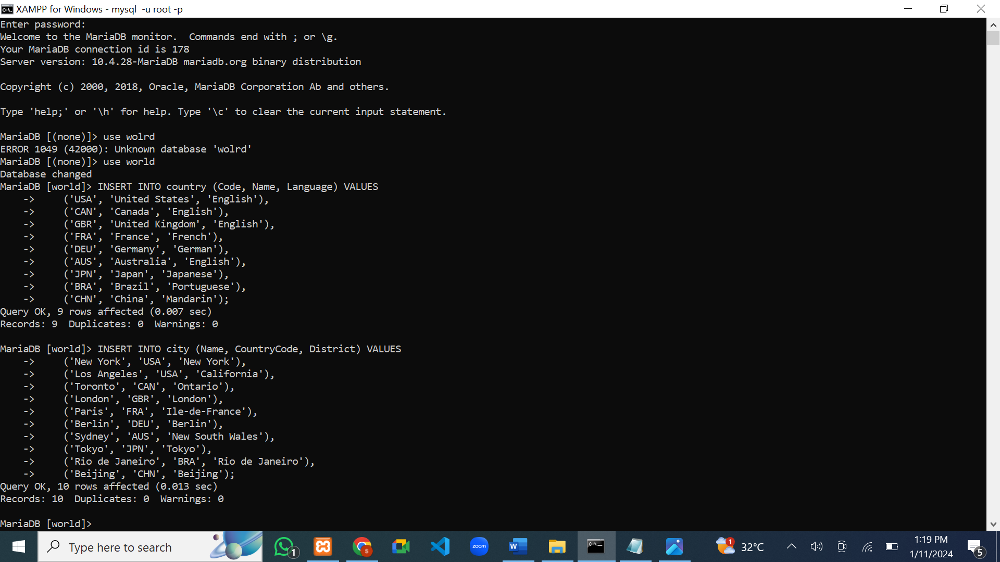 XAMPP for Windows - mysql  -u root -p
Enter password:
Welcome to the MariaDB monitor.  Commands end with ; or \g.
Your MariaDB connection id is 178
Server version: 10.4.28-MariaDB mariadb.org binary distribution
Copyright (c) 2000, 2018, Oracle, MariaDB Corporation Ab and others.
Type 'help;' or '\h' for help. Type '\c' to clear the current input statement.
MariaDB [(none)]> use wolrd
ERROR 1049 (42000): Unknown database 'wolrd'
MariaDB [(none)]> use world
Database changed
MariaDB [world]> INSERT INTO country (Code, Name, Language) VALUES
    ->     ('USA', 'United States', 'English'),
    ->     ('CAN', 'Canada', 'English'),
    ->     ('GBR', 'United Kingdom', 'English'),
    ->     ('FRA', 'France', 'French'),
    ->     ('DEU', 'Germany', 'German'),
    ->     ('AUS', 'Australia', 'English'),
    ->     ('JPN', 'Japan', 'Japanese'),
    ->     ('BRA', 'Brazil', 'Portuguese'),
    ->     ('CHN', 'China', 'Mandarin');
Query OK, 9 rows affected (0.007 sec)
Records: 9  Duplicates: 0  Warnings: 0
MariaDB [world]> INSERT INTO city (Name, CountryCode, District) VALUES
    ->     ('New York', 'USA', 'New York'),
    ->     ('Los Angeles', 'USA', 'California'),
    ->     ('Toronto', 'CAN', 'Ontario'),
    ->     ('London', 'GBR', 'London'),
    ->     ('Paris', 'FRA', 'Ile-de-France'),
    ->     ('Berlin', 'DEU', 'Berlin'),
    ->     ('Sydney', 'AUS', 'New South Wales'),
    ->     ('Tokyo', 'JPN', 'Tokyo'),
    ->     ('Rio de Janeiro', 'BRA', 'Rio de Janeiro'),
    ->     ('Beijing', 'CHN', 'Beijing');
Query OK, 10 rows affected (0.013 sec)
Records: 10  Duplicates: 0  Warnings: 0
MariaDB [world]>
Type here to search
1
S
zoom
W
C:\_
1
32°C
1:19 PM
1/11/2024
5